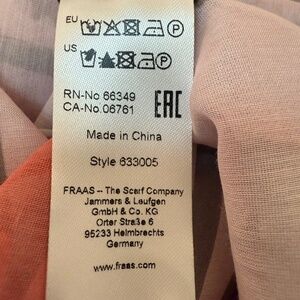 EU
US
RN-No 66349
CA-No.06761
EAC
Made in China
Style 633005
FRAAS – The Scarf Company
Jammers & Leufgen
GmbH & Co. KG
Orter Straße 6
95233 Helmbrechts
Germany
www.fraas.com